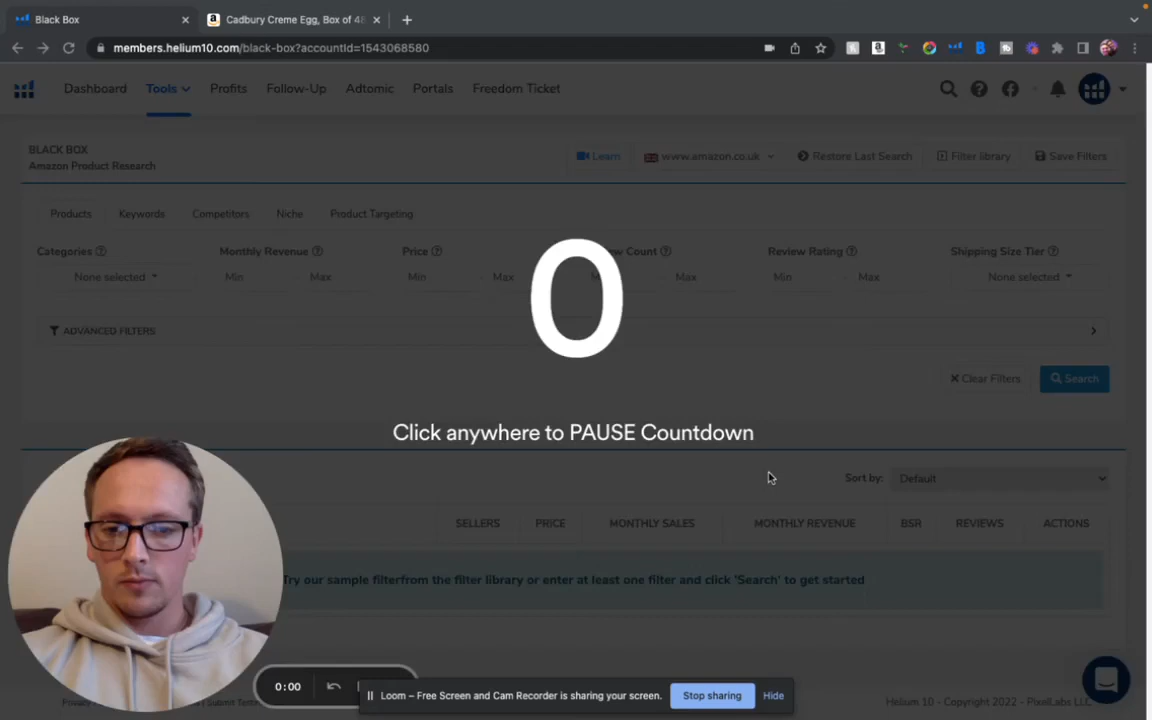 Black Box
Cadbury Creme Egg, Box of 48
members.helium10.com/black-box?accountId=1543068580
Dashboard Tools Profits Follow-Up Adtomic Portals Freedom Ticket
BLACK BOX
Amazon Product Research
Learn www.amazon.co.uk Restore Last Search Filter library Save Filters
Products Keywords Competitors Niche Product Targeting
Categories Monthly Revenue Price Count Review Rating Shipping Size Tier
None selected Min Max Min Max Max Min Max None selected
0
ADVANCED FILTERS
Clear Filters Search
Click anywhere to PAUSE Countdown
Sort by: Default
SELLERS PRICE MONTHLY SALES MONTHLY REVENUE BSR REVIEWS ACTIONS
Try our sample filterfrom the filter library or enter at least one filter and click 'Search' to get started
0:00
Loom – Free Screen and Cam Recorder is sharing your screen. Stop sharing Hide
Helium 10 - Copyright 2022 - PixelLabs LLC